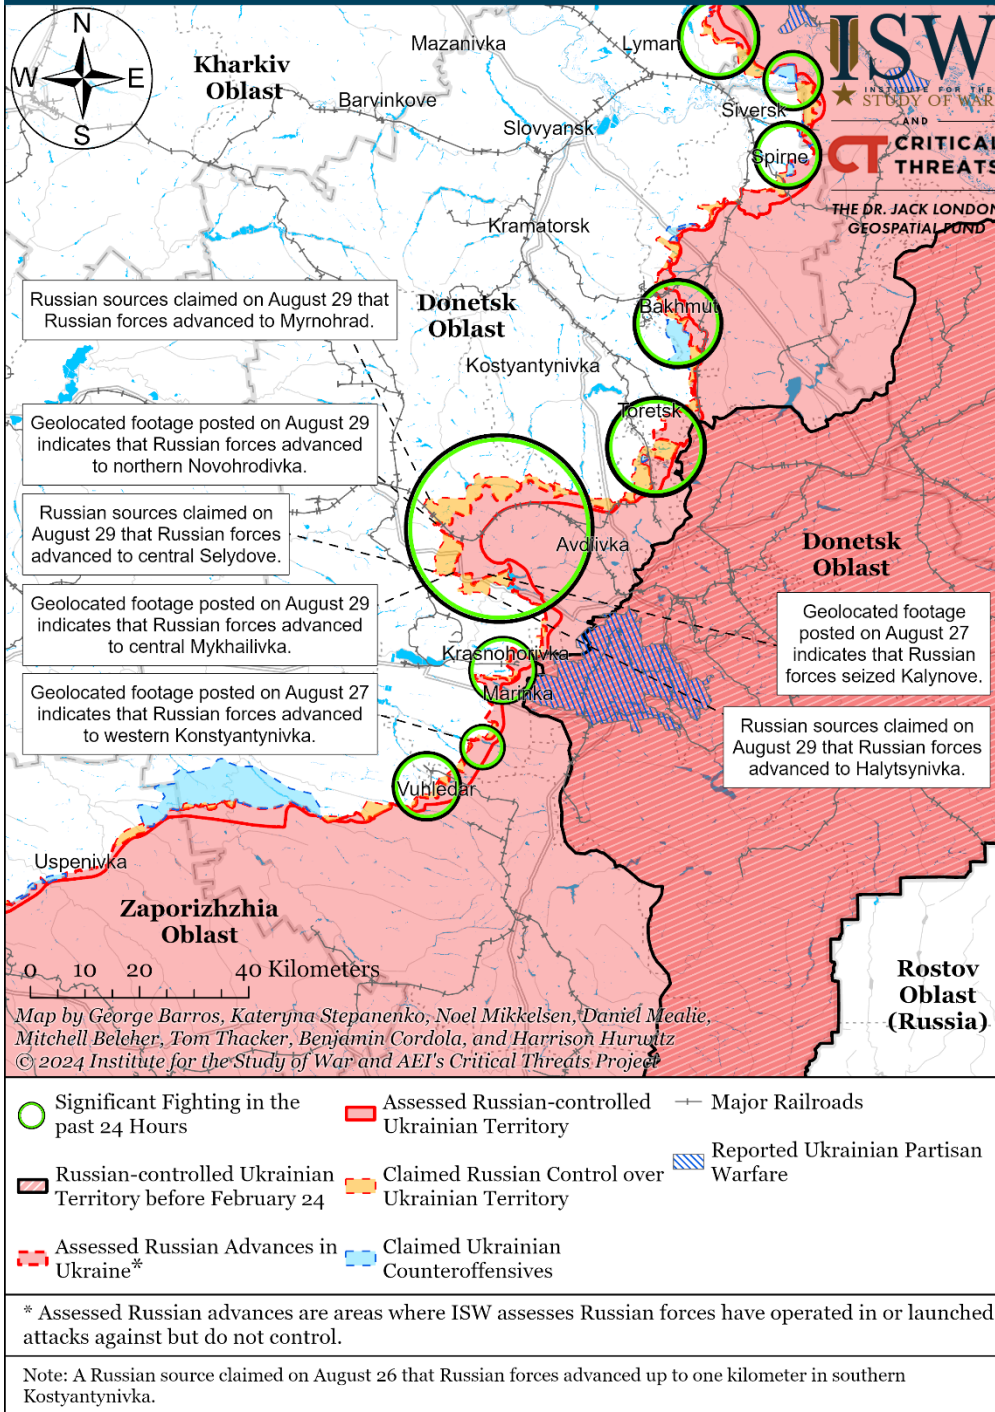 N
W
E
S
Kharkiv
Oblast
Mazanivka
Lyman
Barvinkove
Slovyansk
Siversk
Spirne
Kramatorsk
ISW
INSTITUTE FOR THE
STUDY OF WAR
AND
CT CRITICAL
THREATS
THE DR. JACK LONDON
GEOSPATIAL FUND
Russian sources claimed on August 29 that
Russian forces advanced to Myrnohrad.
Donetsk
Oblast
Bakhmut
Kostyantynivka
Toretsk
Geolocated footage posted on August 29
indicates that Russian forces advanced
to northern Novohrodivka.
Russian sources claimed on
August 29 that Russian forces
advanced to central Selydove.
Avdiivka
Donetsk
Oblast
Geolocated footage posted on August 29
indicates that Russian forces advanced
to central Mykhailivka.
Geolocated footage
posted on August 27
indicates that Russian
forces seized Kalynove.
Krasnohorivka
Marinka
Geolocated footage posted on August 27
indicates that Russian forces advanced
to western Konstyantynivka.
Russian sources claimed on
August 29 that Russian forces
advanced to Halytsynivka.
Vuhledar
Uspenivka
Zaporizhzhia
Oblast
Rostov
Oblast
(Russia)
0 10 20 40 Kilometers
Map by George Barros, Kateryna Stepanenko, Noel Mikkelsen, Daniel Mealie,
Mitchell Belcher, Tom Thacker, Benjamin Cordola, and Harrison Hurwitz
© 2024 Institute for the Study of War and AEI's Critical Threats Project
Significant Fighting in the
past 24 Hours
Russian-controlled Ukrainian
Territory before February 24
Assessed Russian Advances in
Ukraine*
Assessed Russian-controlled
Ukrainian Territory
Claimed Russian Control over
Ukrainian Territory
Claimed Ukrainian
Counteroffensives
Major Railroads
Reported Ukrainian Partisan
Warfare
* Assessed Russian advances are areas where ISW assesses Russian forces have operated in or launched
attacks against but do not control.
Note: A Russian source claimed on August 26 that Russian forces advanced up to one kilometer in southern
Kostyantynivka.